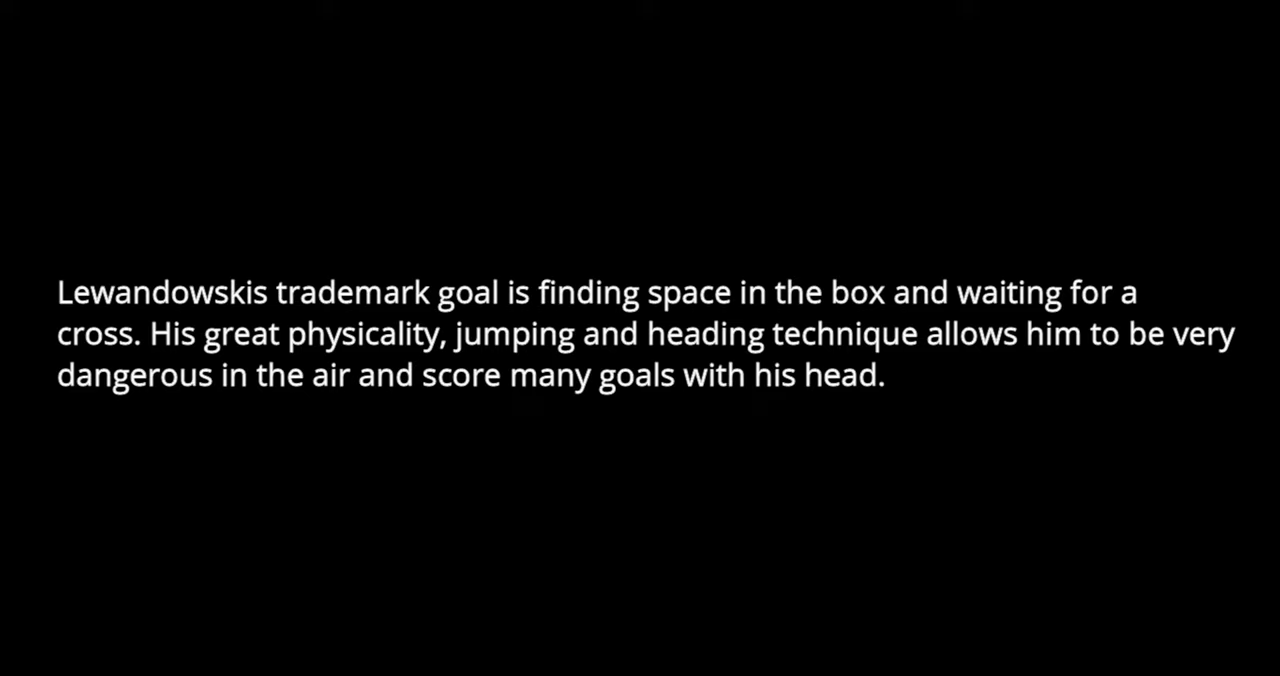 Lewandowskis trademark goal is finding space in the box and waiting for a
cross. His great physicality, jumping and heading technique allows him to be very
dangerous in the air and score many goals with his head.